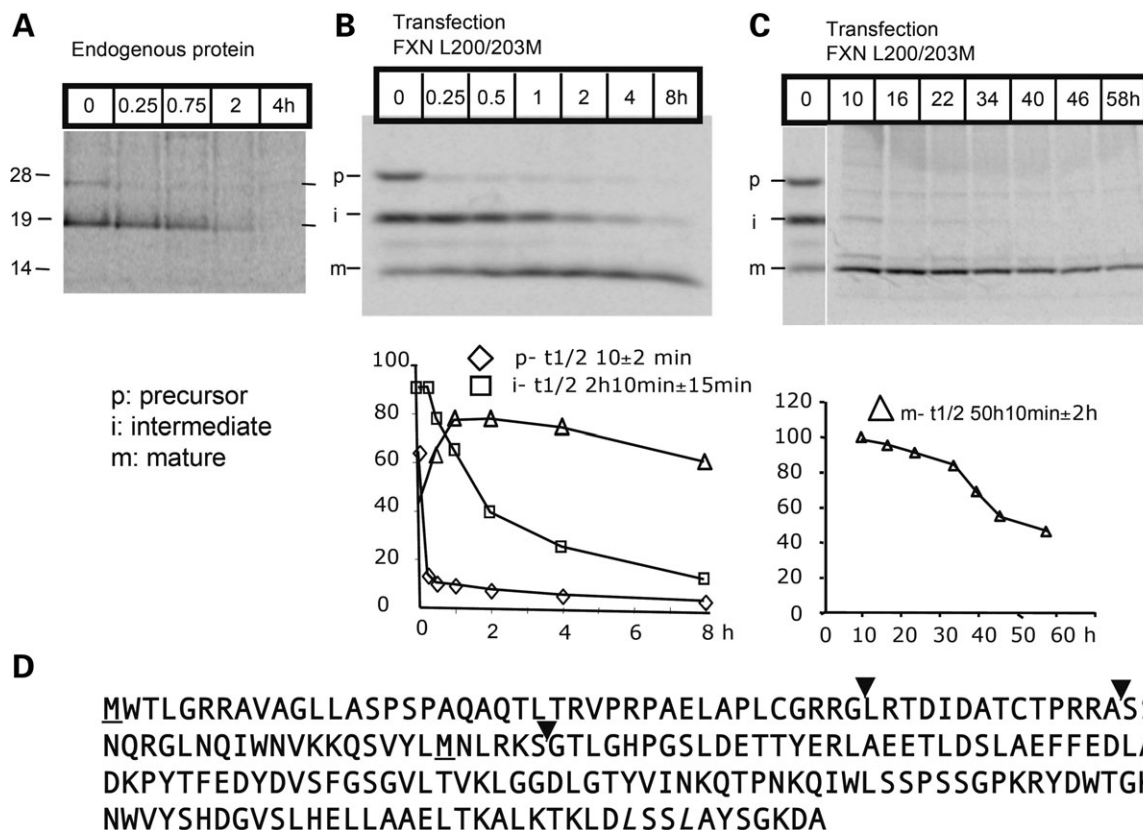 A
Endogenous protein
0 0.25 0.75 2 4h
28
19
14
p: precursor
i: intermediate
m: mature
B
Transfection
FXN L200/203M
0 0.25 0.5 1 2 4 8h
p
i
m
p- t1/2 10±2 min
i- t1/2 2h10min±15min
100
80
60
40
20
0
0 2 4 8 h
C
Transfection
FXN L200/203M
0 10 16 22 34 40 46 58h
p
i
m
m- t1/2 50h10min±2h
120
100
80
60
40
20
0
0 10 20 30 40 50 60 h
D
MWTLGRRAVAGLLASPSPAQAQTLTRVPRPAELAPLCGRRGLRTDIDATCTPRRASS
NQRGLNQIWNVKKQSVYLMNLRKSGTLGHPGSLDETTYERLAEETLDSLAEFFEDLA
DKPYTFEDYDVSFGSGVLTVKLGGDLGTYVINKQTPNKQIWLSSPSSGPKRYDWTGK
NWVYSHDGVSLHELLAAELTKALKTKLDLSSLAYSGKDA